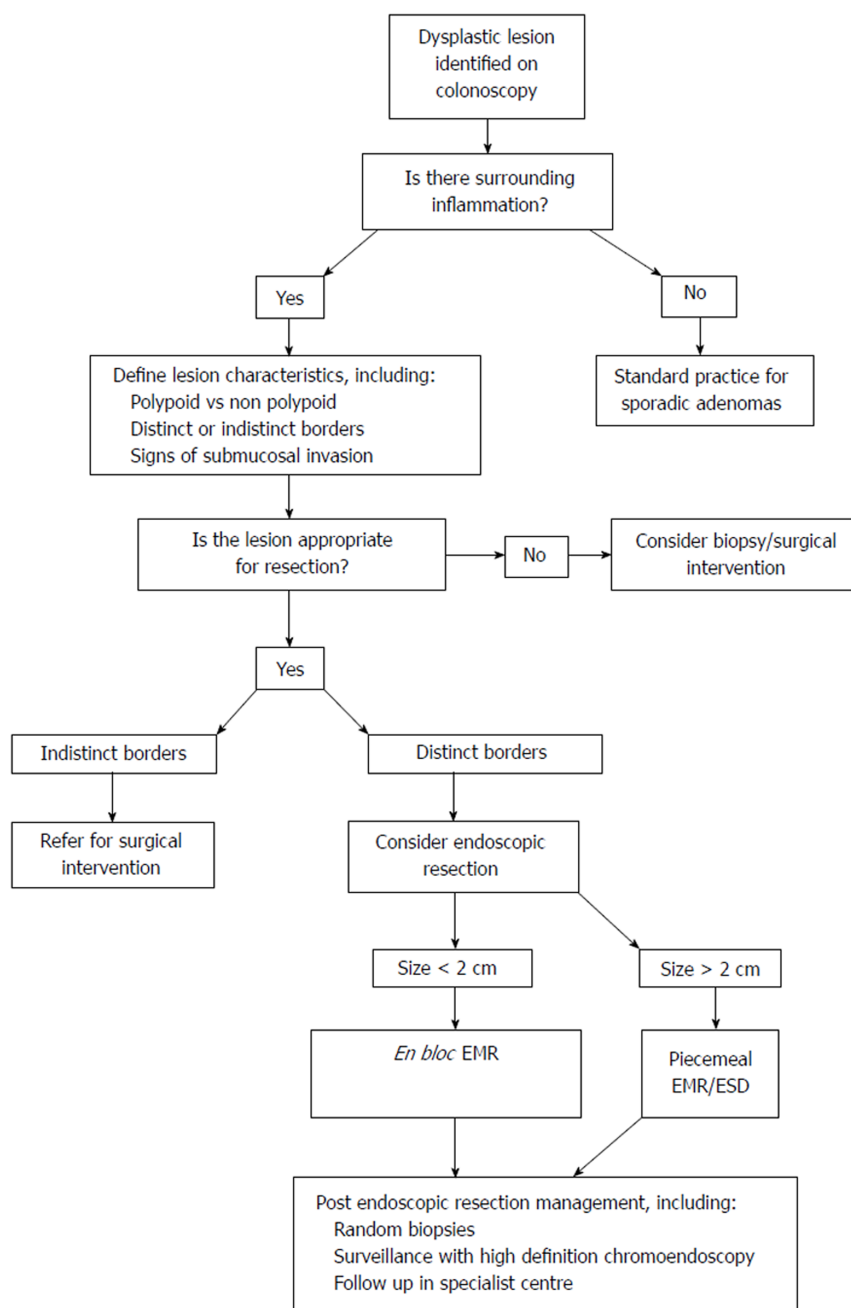 Dysplastic lesion
identified on
colonoscopy
Is there surrounding
inflammation?
Yes
No
Define lesion characteristics, including:
Polypoid vs non polypoid
Distinct or indistinct borders
Signs of submucosal invasion
Standard practice for
sporadic adenomas
Is the lesion appropriate
for resection?
No
Consider biopsy/surgical
intervention
Yes
Indistinct borders
Distinct borders
Refer for surgical
intervention
Consider endoscopic
resection
Size < 2 cm
Size > 2 cm
En bloc EMR
Piecemeal
EMR/ESD
Post endoscopic resection management, including:
Random biopsies
Surveillance with high definition chromoendoscopy
Follow up in specialist centre